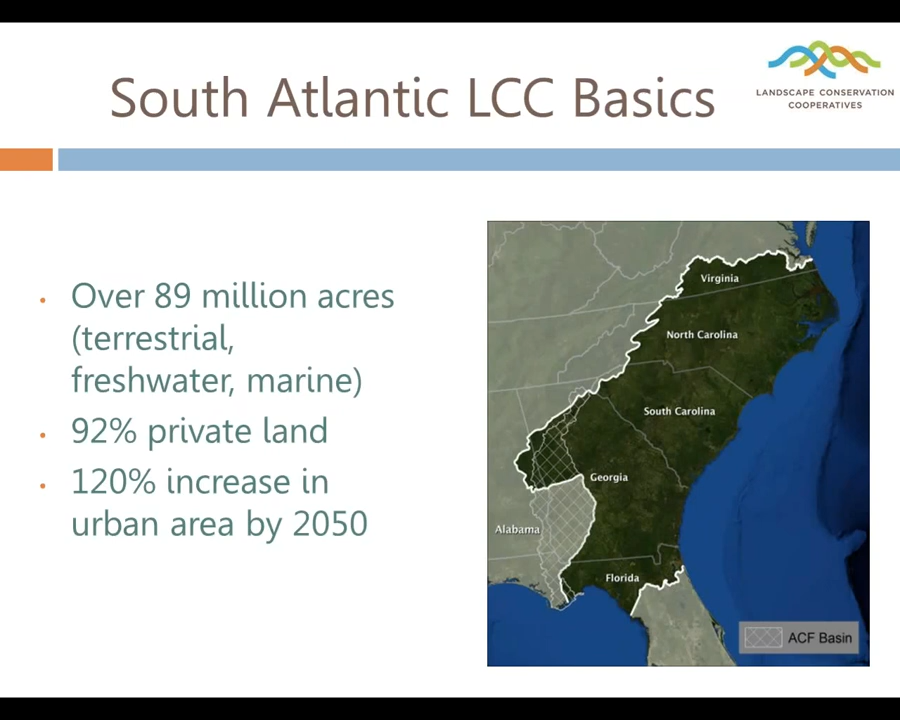 South Atlantic LCC Basics
LANDSCAPE CONSERVATION
COOPERATIVES
• Over 89 million acres
(terrestrial,
freshwater, marine)
• 92% private land
• 120% increase in
urban area by 2050
Virginia
North Carolina
South Carolina
Georgia
Alabama
Florida
ACF Basin